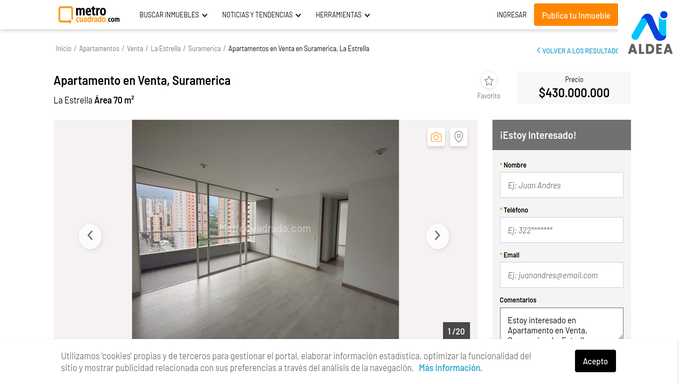 metro
cuadrado.com
BUSCAR INMUEBLES
NOTICIAS Y TENDENCIAS
HERRAMIENTAS
INGRESAR
Publica tu Inmueble
ALDEA
Inicio / Apartamentos / Venta / La Estrella / Suramerica / Apartamentos en Venta en Suramerica, La Estrella
VOLVER A LOS RESULTADO
Apartamento en Venta, Suramerica
La Estrella Área 70 m²
Favorito
Precio
$430.000.000
metrocuadrado.com
1 / 20
¡Estoy Interesado!
* Nombre
Ej: Juan Andres
* Teléfono
Ej: 322*******
* Email
Ej: juanandres@email.com
Comentarios
Estoy interesado en
Apartamento en Venta,
Utilizamos 'cookies' propias y de terceros para gestionar el portal, elaborar información estadística, optimizar la funcionalidad del
sitio y mostrar publicidad relacionada con sus preferencias a través del análisis de la navegación. Más información.
Acepto